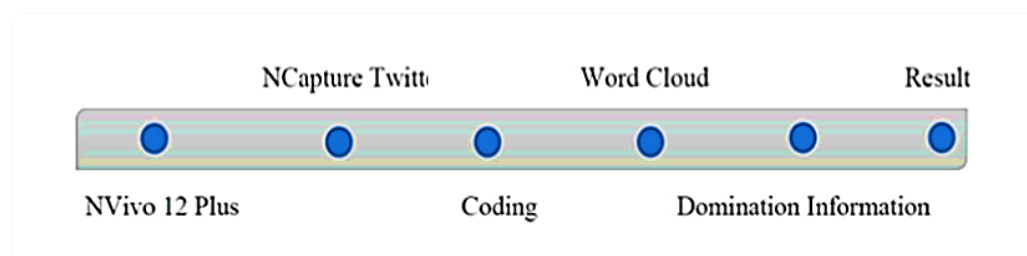 NCapture Twitt
Word Cloud
Result
NVivo 12 Plus
Coding
Domination Information